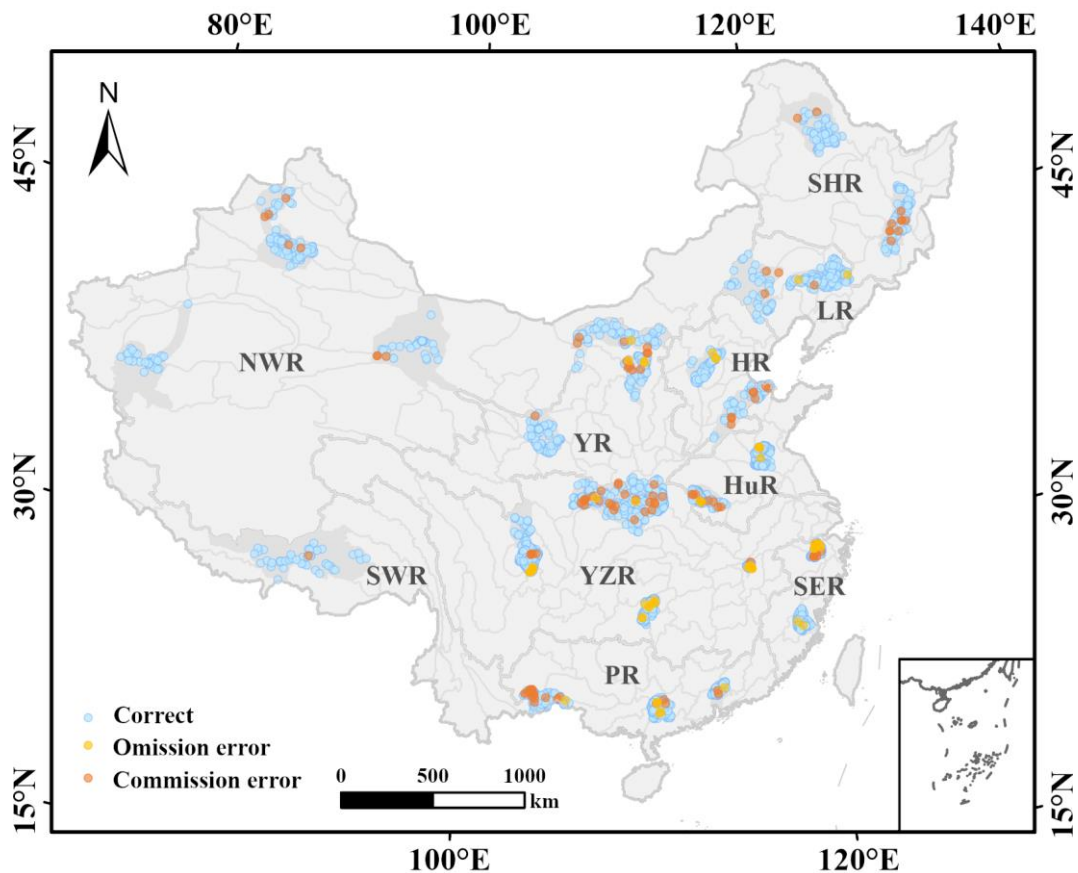 80°E 100°E 120°E 140°E
N
45°N 45°N
SHR
LR
NWR HR
YR
30°N 30°N
HuR
SWR YZR SER
PR
Correct
Omission error
Commission error
0 500 1000
km
15°N 15°N
100°E 120°E